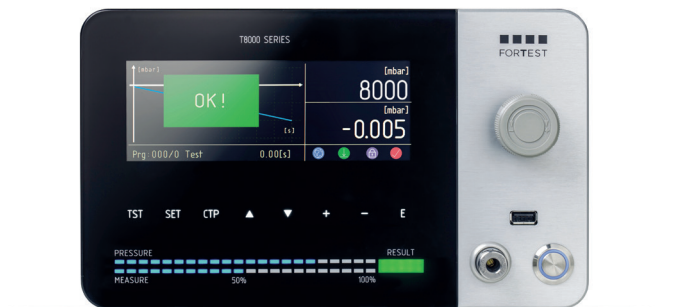 T8000 SERIES
FORTEST
[mbar]
[mbar]
8000
OK!
[mbar]
-0.005
[s]
Prg:000/0 Test
0.00[s]
TST SET CTP ▲ ▼ + - E
PRESSURE
RESULT
MEASURE
50%
100%